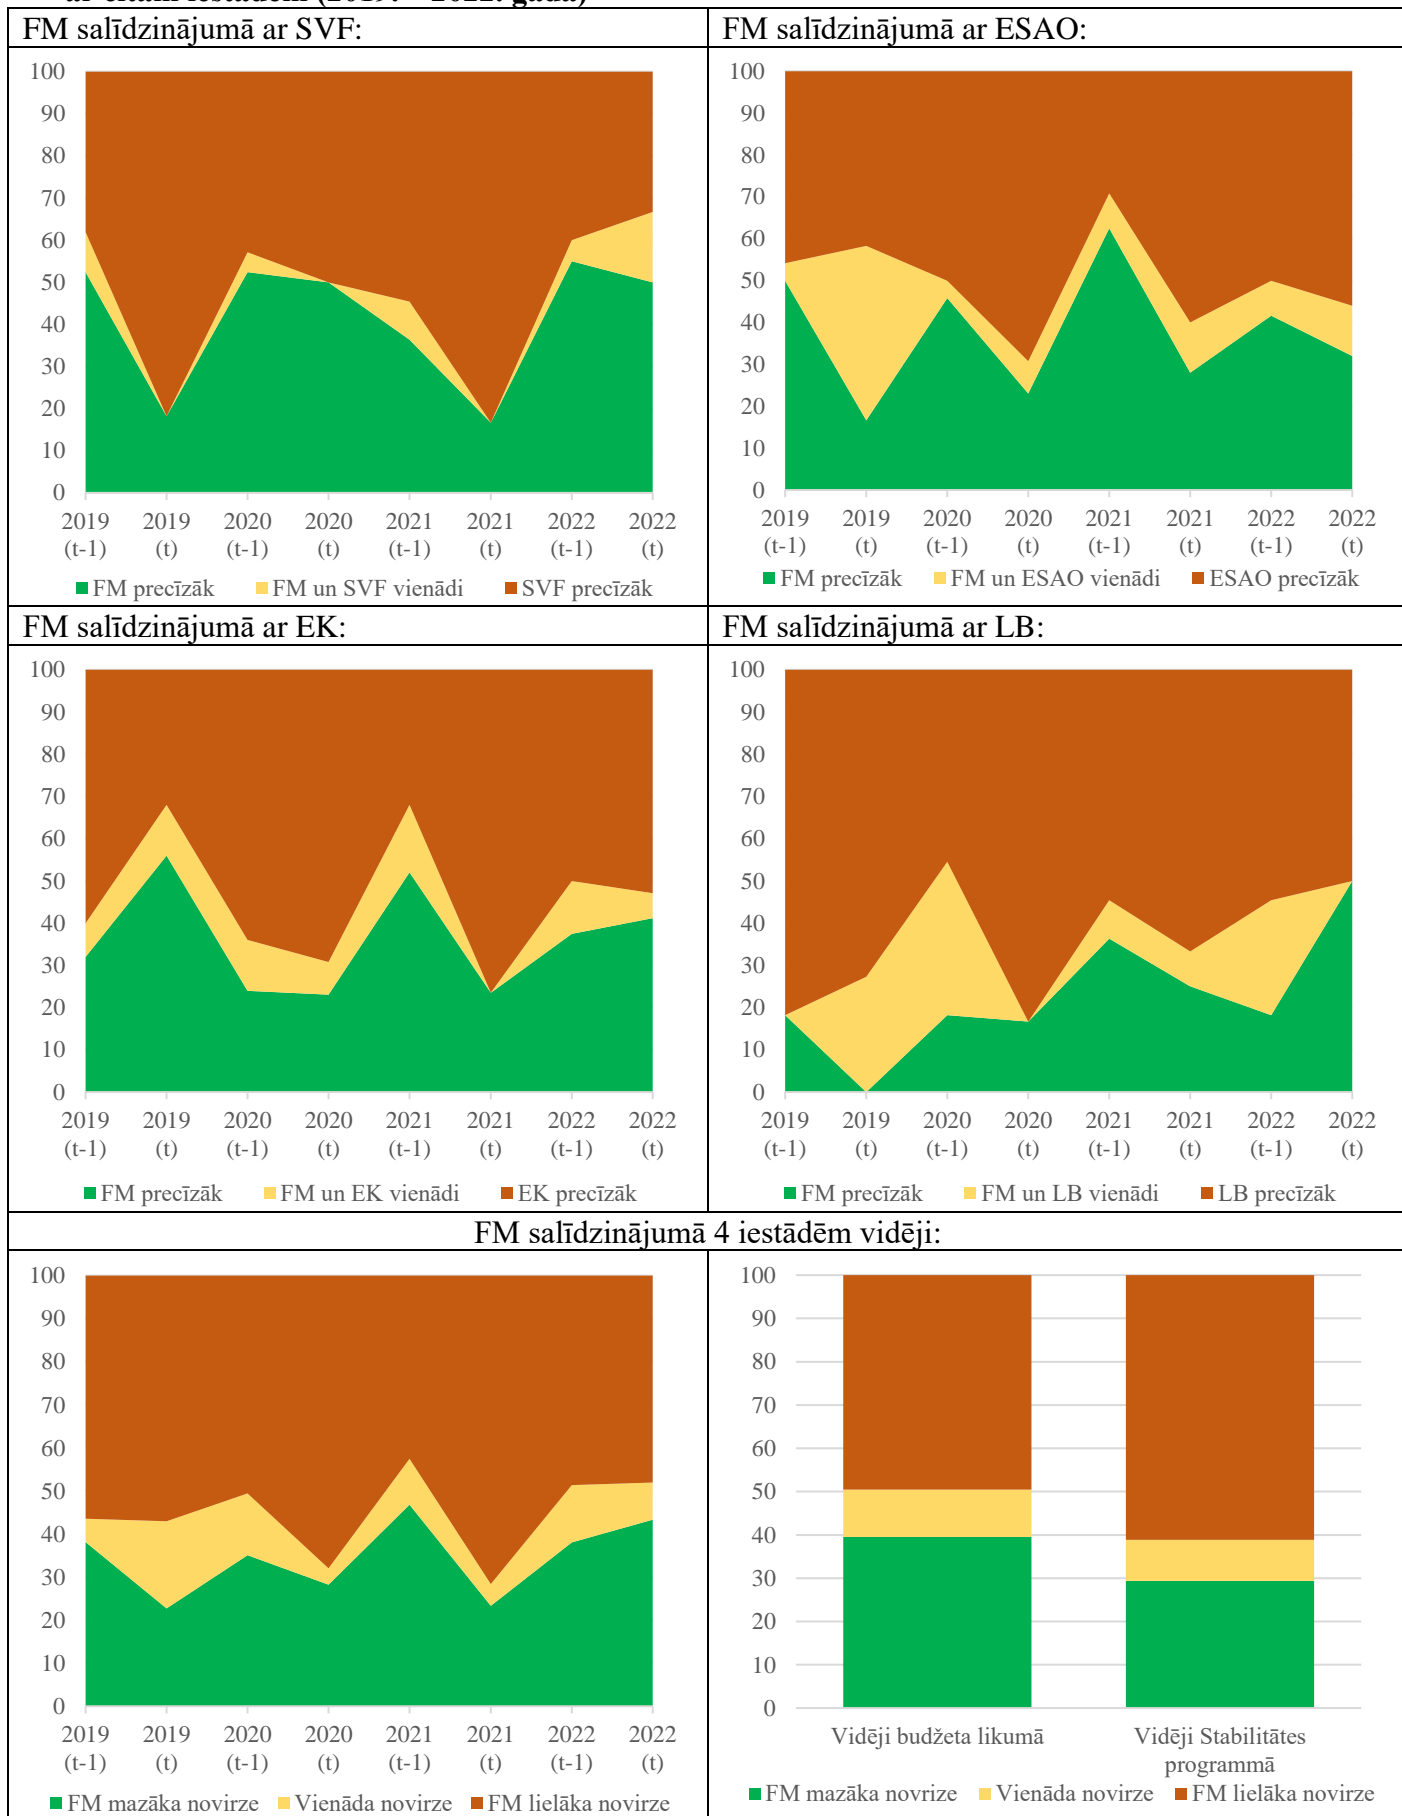 ar citām iestādēm (2019. – 2022. gadā)
FM salīdzinājumā ar SVF:
FM salīdzinājumā ar ESAO:
100
90
80
70
60
50
40
30
20
10
0
2019 2019 2020 2020 2021 2021 2022 2022
(t-1) (t) (t-1) (t) (t-1) (t) (t-1) (t)
FM precīzāk FM un SVF vienādi SVF precīzāk
100
90
80
70
60
50
40
30
20
10
0
2019 2019 2020 2020 2021 2021 2022 2022
(t-1) (t) (t-1) (t) (t-1) (t) (t-1) (t)
FM precīzāk FM un ESAO vienādi ESAO precīzāk
FM salīdzinājumā ar EK:
FM salīdzinājumā ar LB:
100
90
80
70
60
50
40
30
20
10
0
2019 2019 2020 2020 2021 2021 2022 2022
(t-1) (t) (t-1) (t) (t-1) (t) (t-1) (t)
FM precīzāk FM un EK vienādi EK precīzāk
100
90
80
70
60
50
40
30
20
10
0
2019 2019 2020 2020 2021 2021 2022 2022
(t-1) (t) (t-1) (t) (t-1) (t) (t-1) (t)
FM precīzāk FM un LB vienādi LB precīzāk
FM salīdzinājumā 4 iestādēm vidēji:
100
90
80
70
60
50
40
30
20
10
0
2019 2019 2020 2020 2021 2021 2022 2022
(t-1) (t) (t-1) (t) (t-1) (t) (t-1) (t)
FM mazāka novirze Vienāda novirze FM lielāka novirze
100
90
80
70
60
50
40
30
20
10
0
Vidēji budžeta likumā Vidēji Stabilitātes
programmā
FM mazāka novrize Vienāda novirze FM lielāka novirze